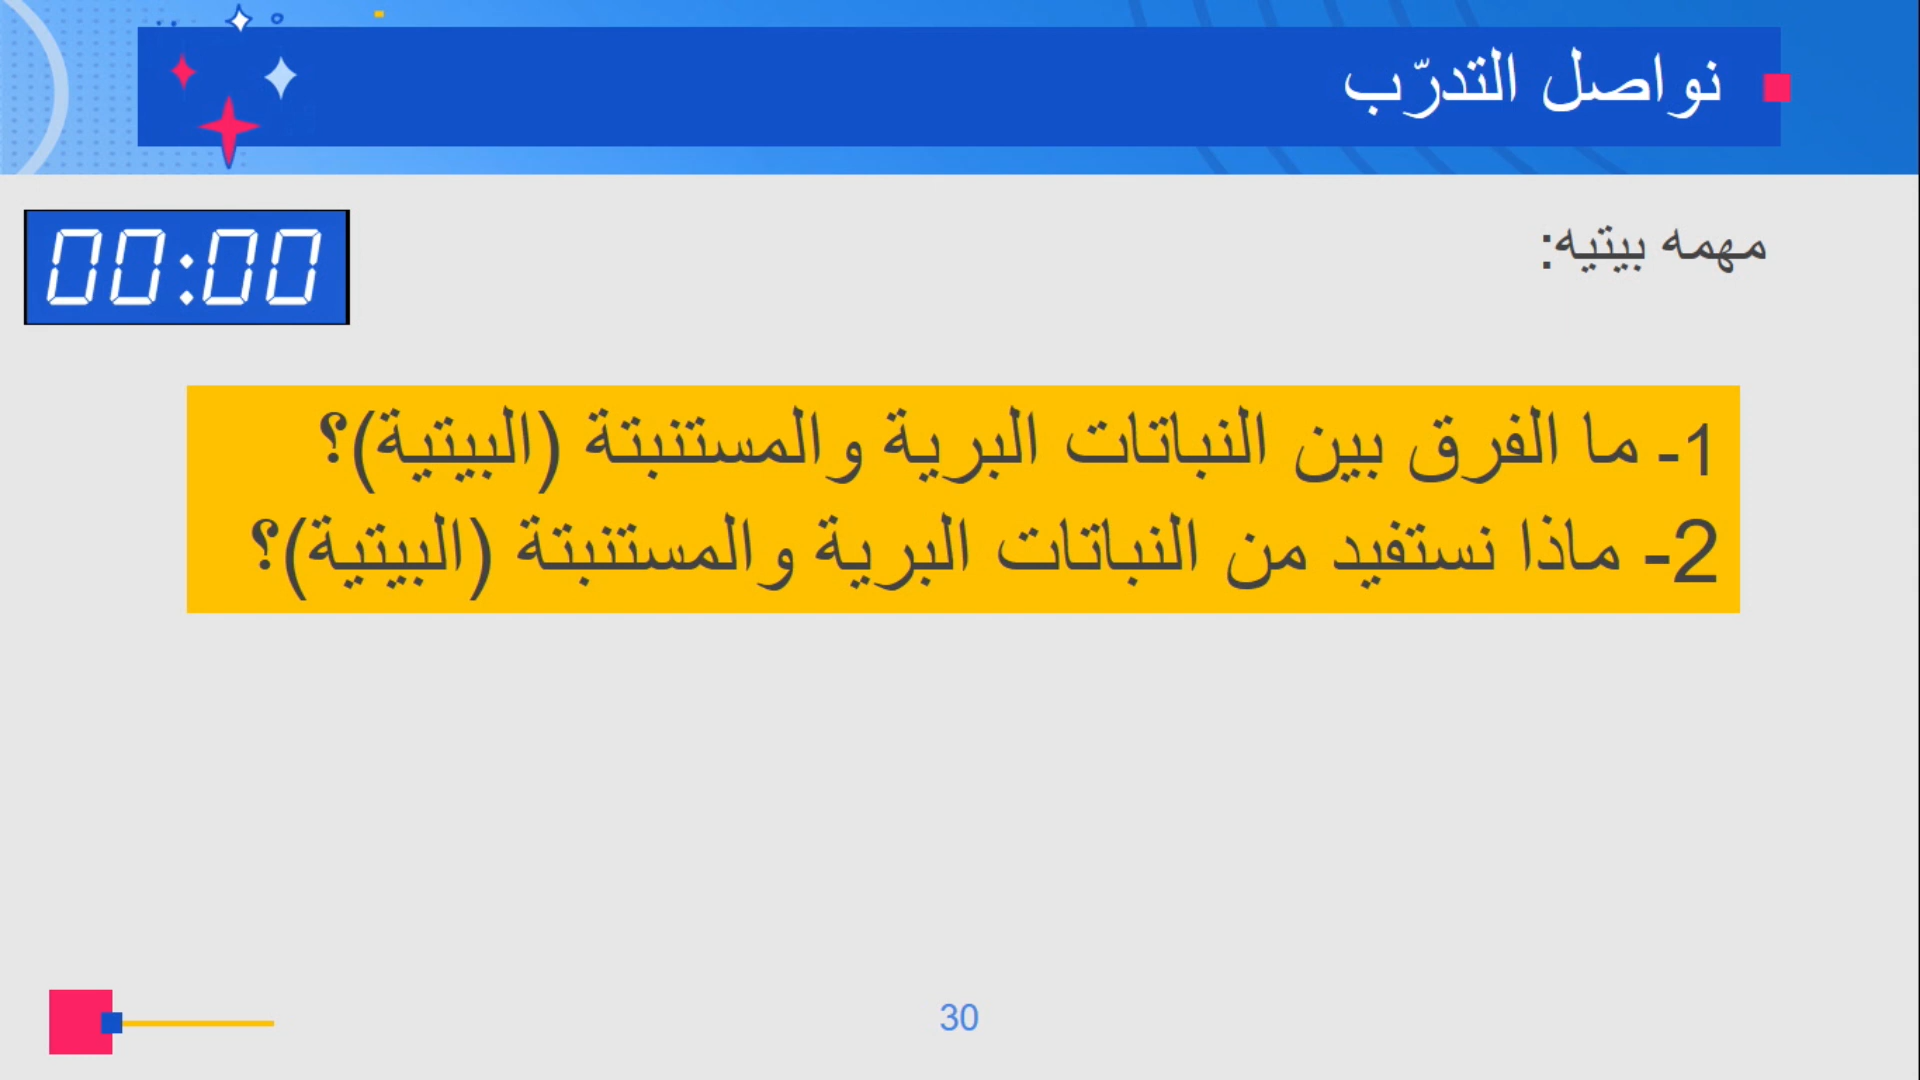 نواصل التدرّب
00:00
مهمه بيتيه:
1- ما الفرق بين النباتات البرية والمستنبتة (البيتية)؟
2- ماذا نستفيد من النباتات البرية والمستنبتة (البيتية)؟
30